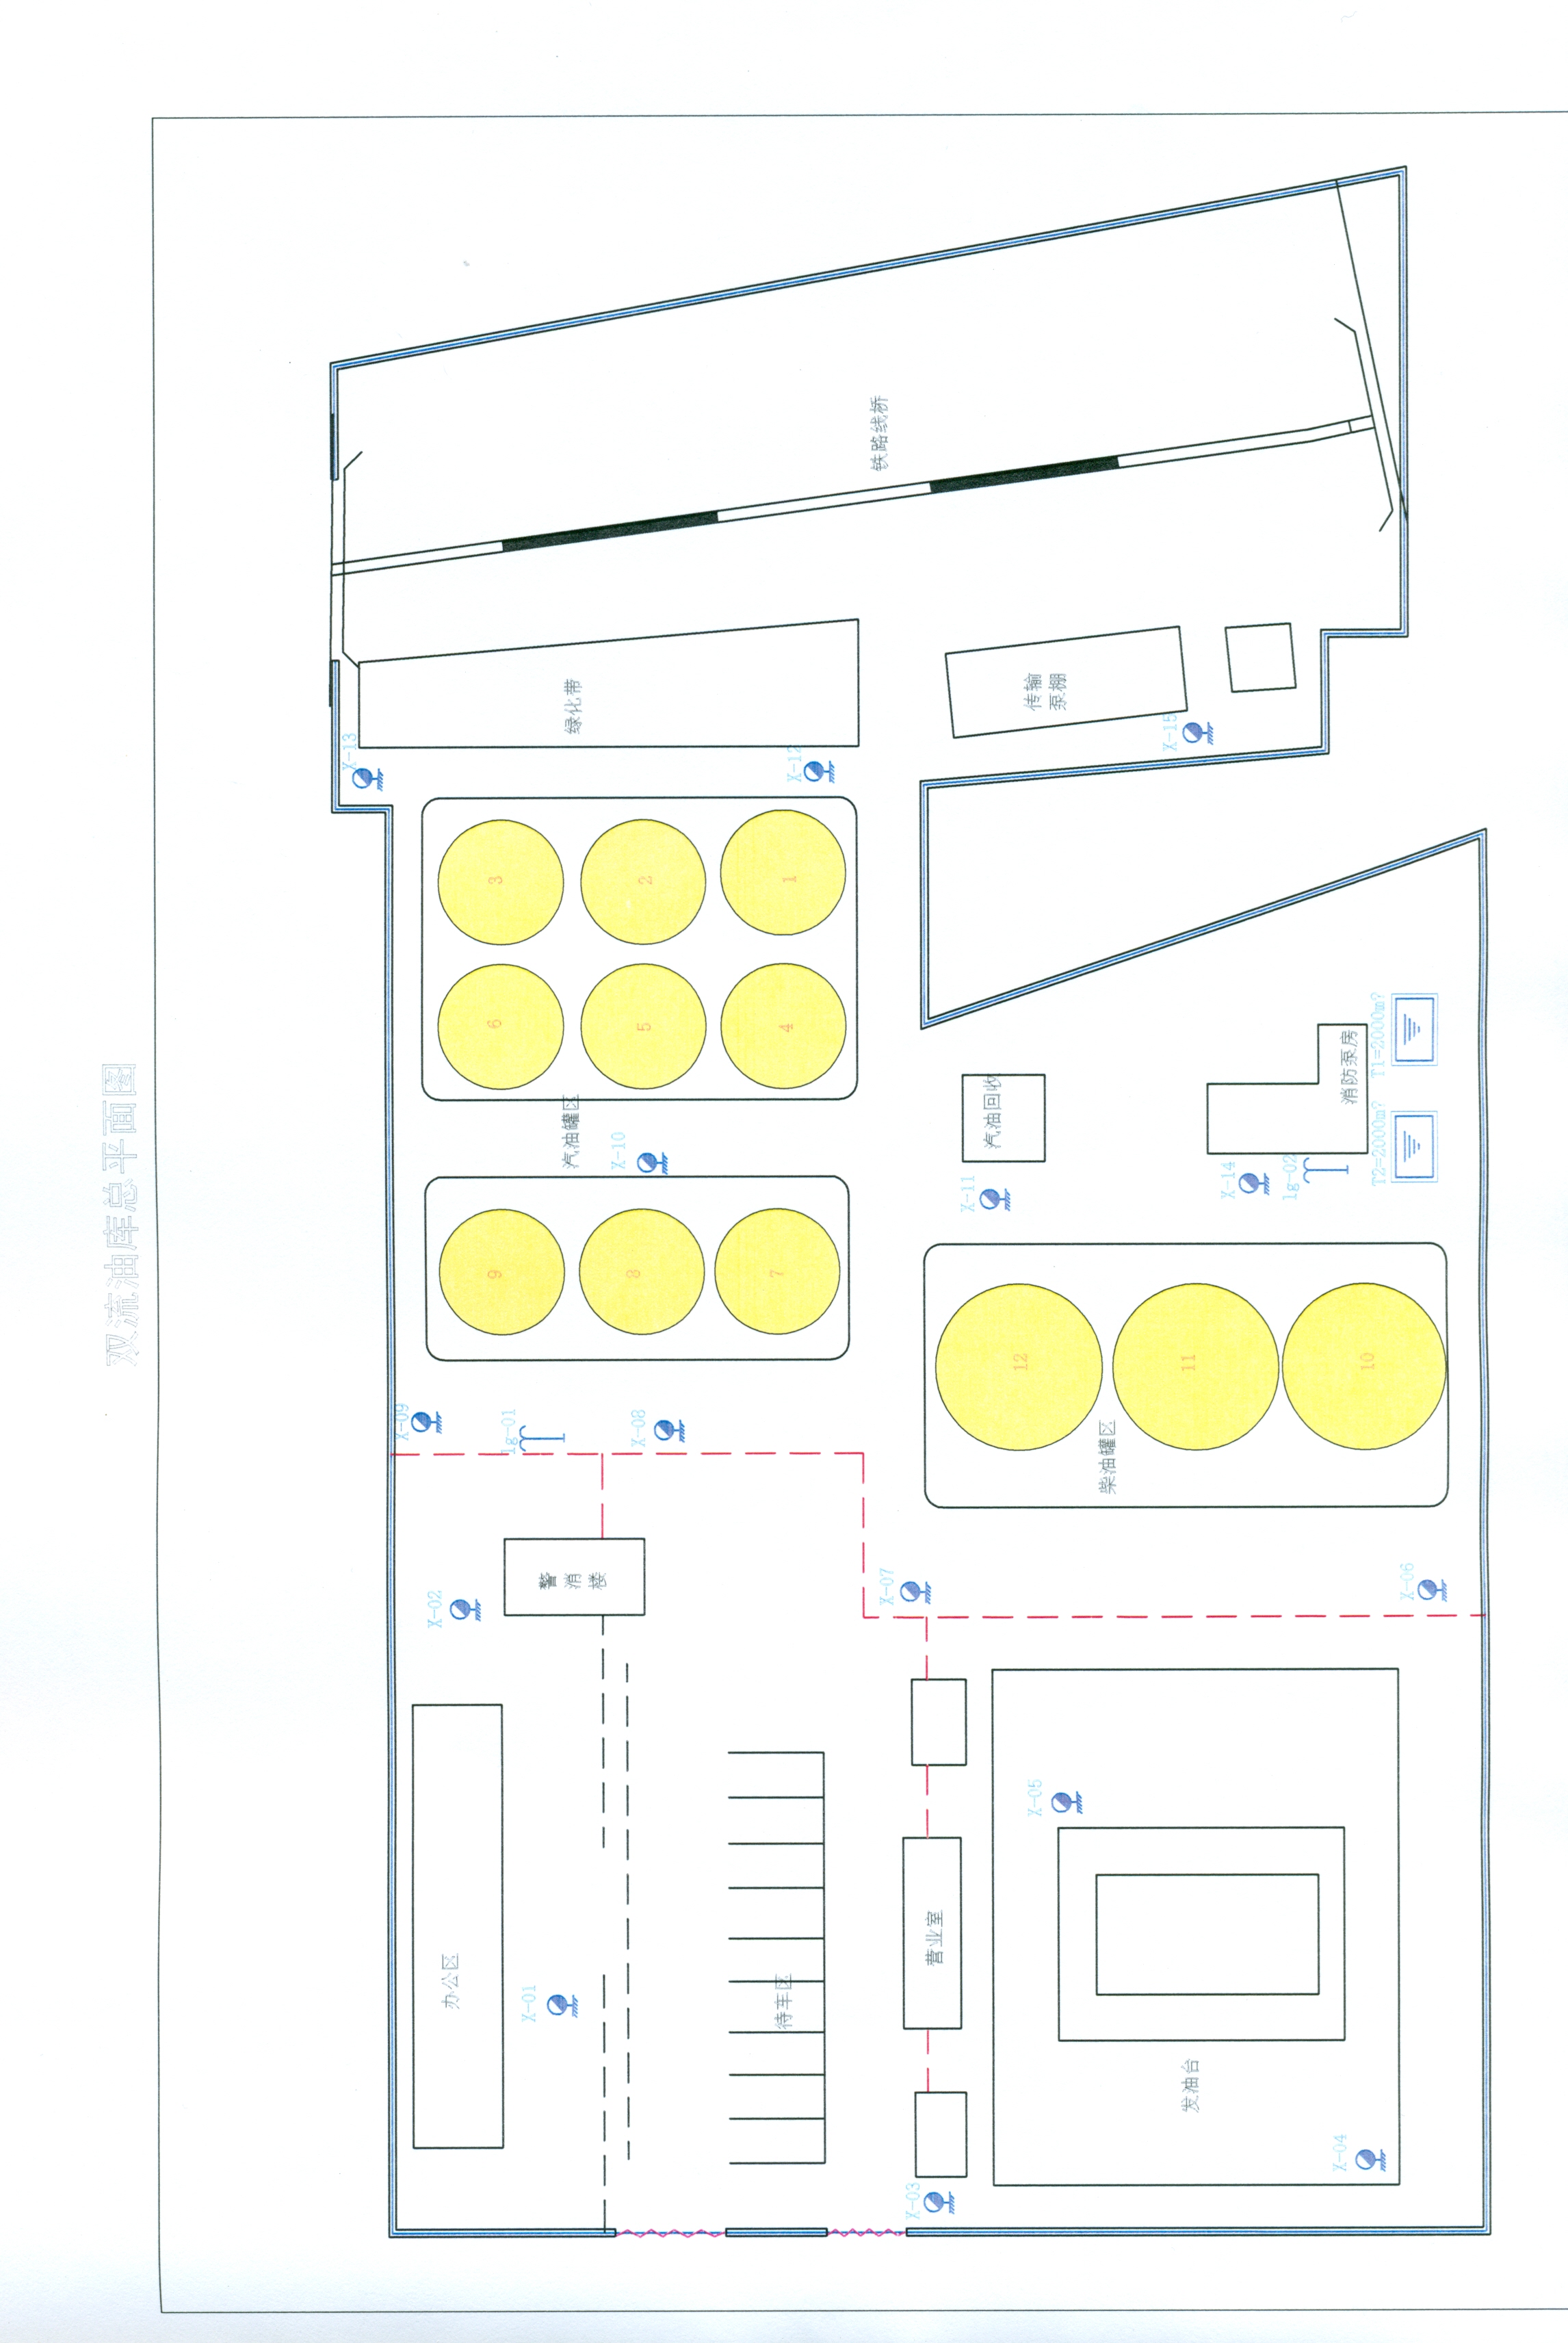 双流油库总平面图
铁路线桥
绿化带
传输
泵棚
X-13
X-12
X-15
3
2
1
6
5
4
汽油罐区
X-10
汽油回收
X-11
消防泵房
X-14
lg-02
T1=2000m?
T2=2000m?
9
8
7
12
11
10
柴油罐区
X-09
lg-01
X-08
警
消
楼
X-02
X-07
X-06
办公区
X-01
待车区
营业室
X-05
发油台
X-04
X-03